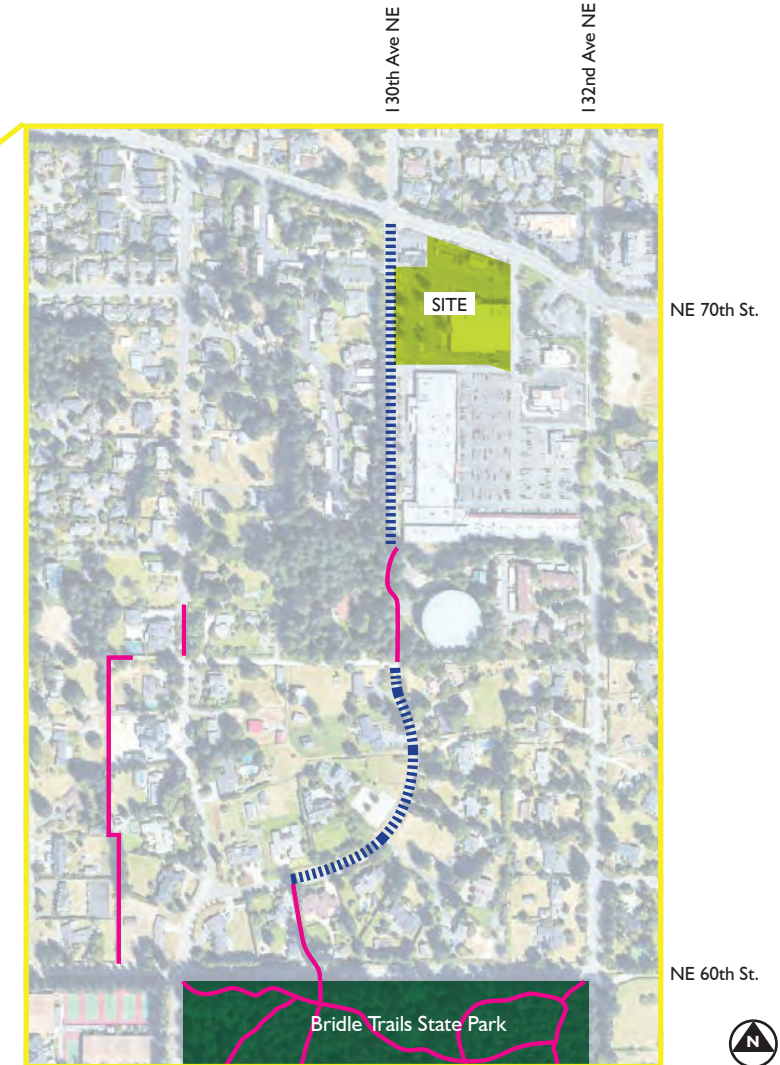 130th Ave NE
132nd Ave NE
SITE
NE 70th St.
NE 60th St.
Bridle Trails State Park
N